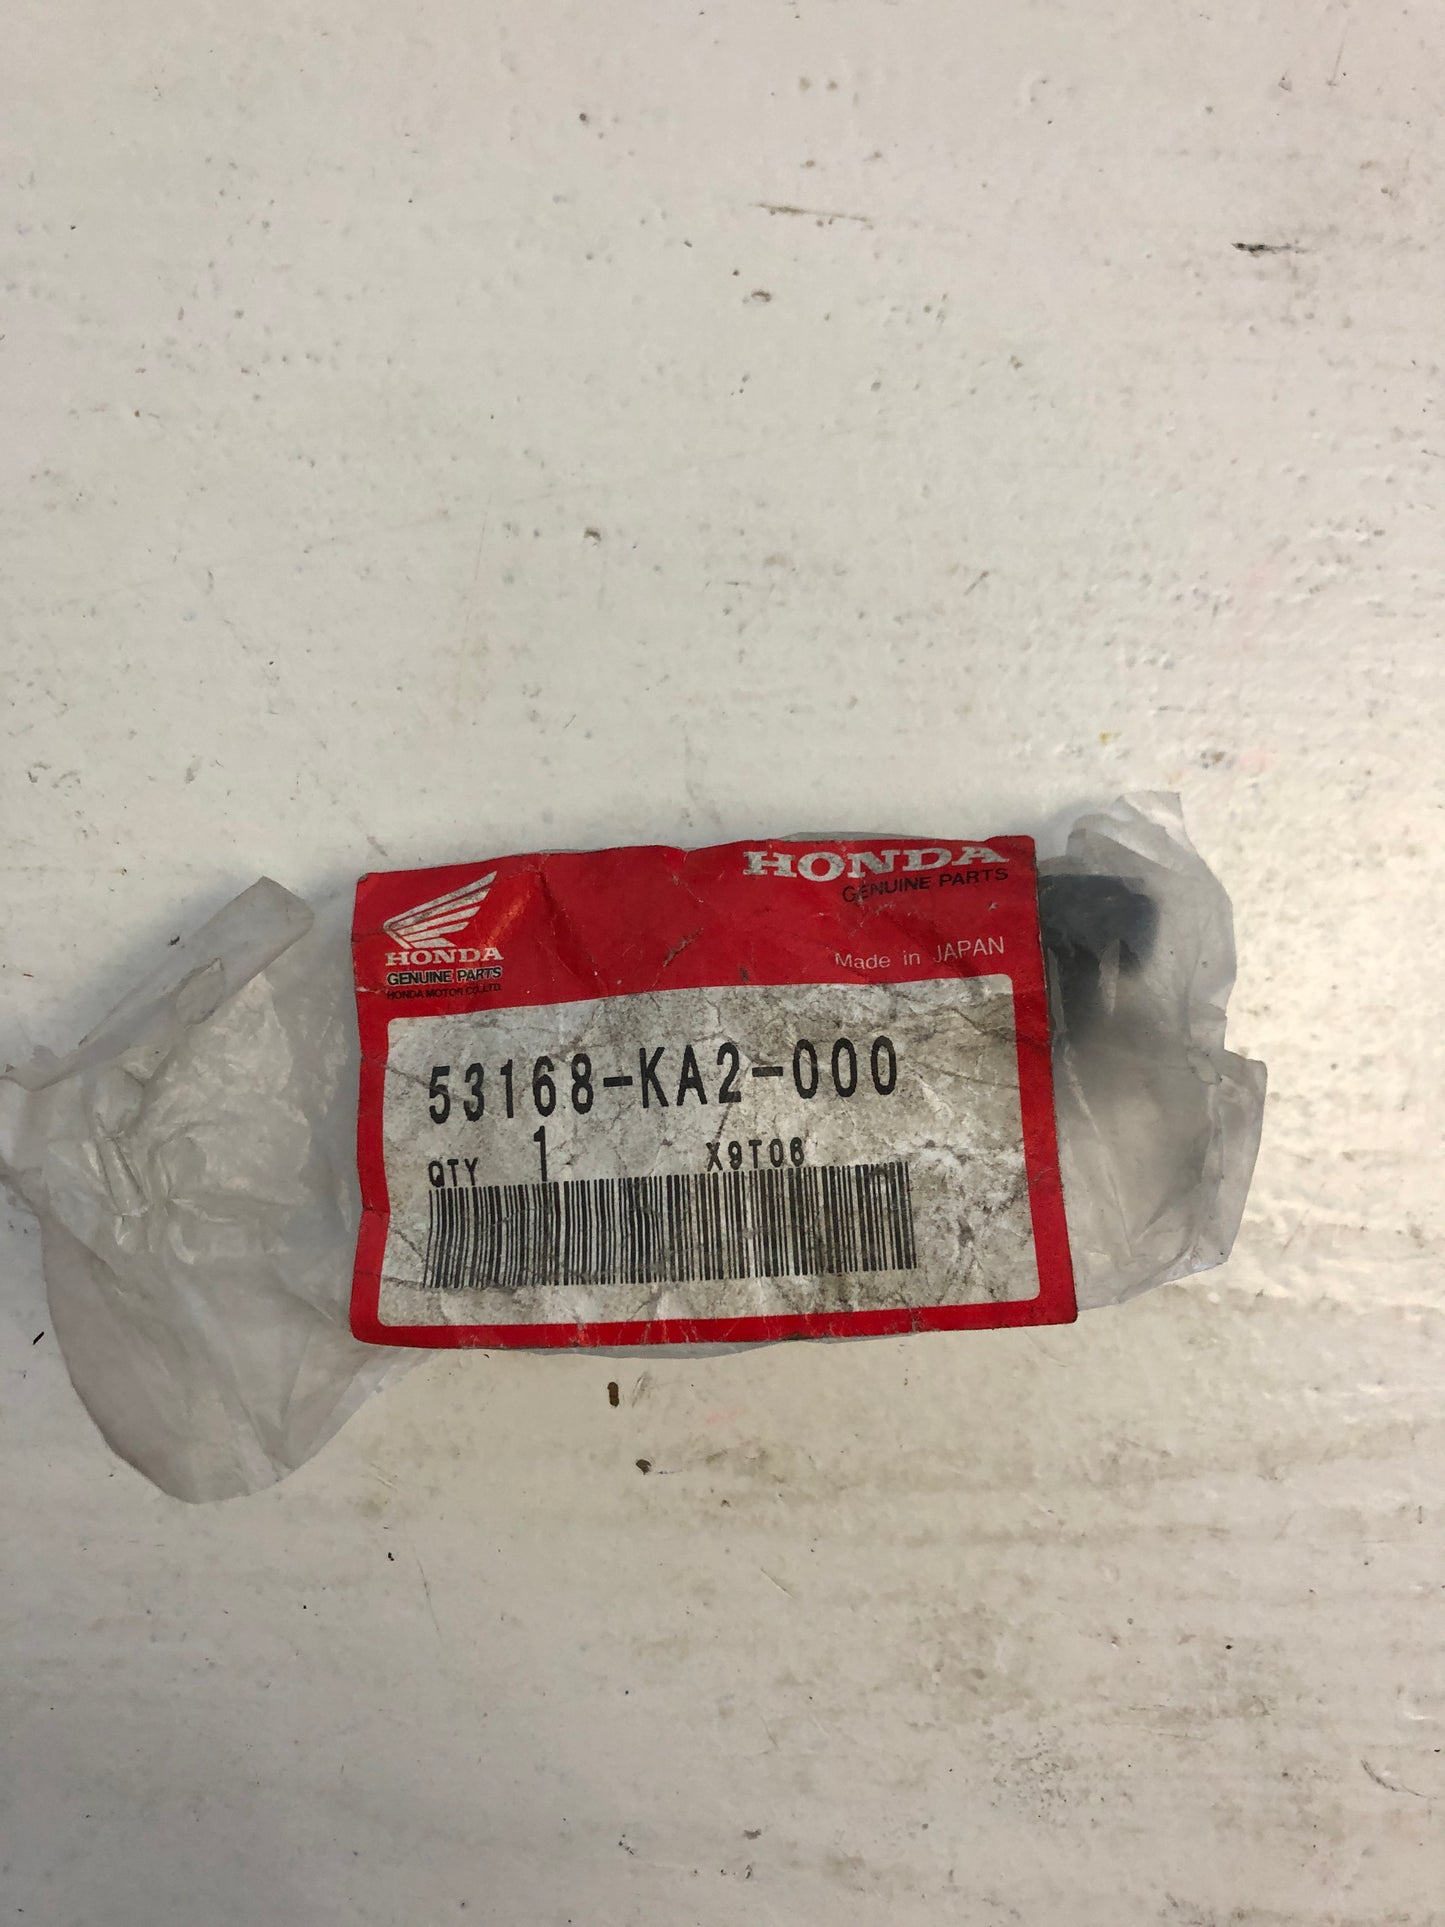 HONDA
GENUINE PARTS
Made in JAPAN
HONDA
GENUINE PARTS
HONDA MOTOR CO.,LTD.
53168-KA2-000
QTY 1 X9T06